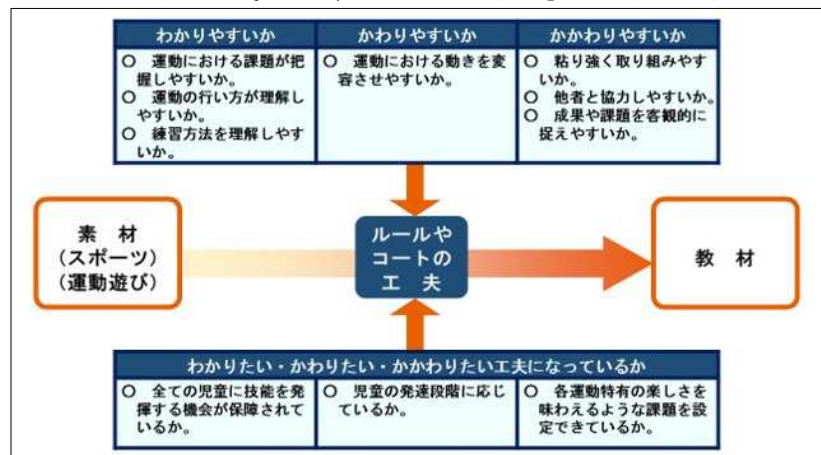 わかりやすいか
○ 運動における課題が把
握しやすいか。
○ 運動の行い方が理解し
やすいか。
○ 練習方法を理解しやす
いか。
かわりやすいか
○ 運動における動きを変
容させやすいか。
かかわりやすいか
○ 粘り強く取り組みやす
いか。
○ 他者と協力しやすいか。
○ 成果や課題を客観的に
捉えやすいか。
素 材
(スポーツ)
(運動遊び)
ルールや
コートの
工 夫
教 材
わかりたい・かわりたい・かかわりたい工夫になっているか
○ 全ての児童に技能を発
揮する機会が保障されて
いるか。
○ 児童の発達段階に応じ
ているか。
○ 各運動特有の楽しさを
味わえるような課題を設
定できているか。